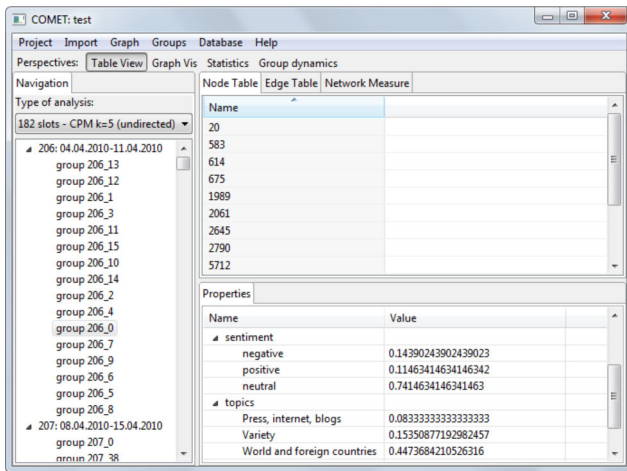 COMET: test
Project Import Graph Groups Database Help
Perspectives: Table View Graph Vis Statistics Group dynamics
Navigation
Type of analysis:
182 slots - CPM k=5 (undirected)
206: 04.04.2010-11.04.2010
group 206_13
group 206_12
group 206_1
group 206_3
group 206_11
group 206_15
group 206_10
group 206_14
group 206_2
group 206_4
group 206_0
group 206_7
group 206_9
group 206_6
group 206_5
group 206_8
207: 08.04.2010-15.04.2010
group 207_0
group 207_38
Node Table Edge Table Network Measure
Name
20
583
614
675
1989
2061
2645
2790
5712
Properties
Name Value
sentiment
negative 0.14390243902439023
positive 0.11463414634146342
neutral 0.7414634146341463
topics
Press, internet, blogs 0.08333333333333333
Variety 0.15350877192982457
World and foreign countries 0.4473684210526316